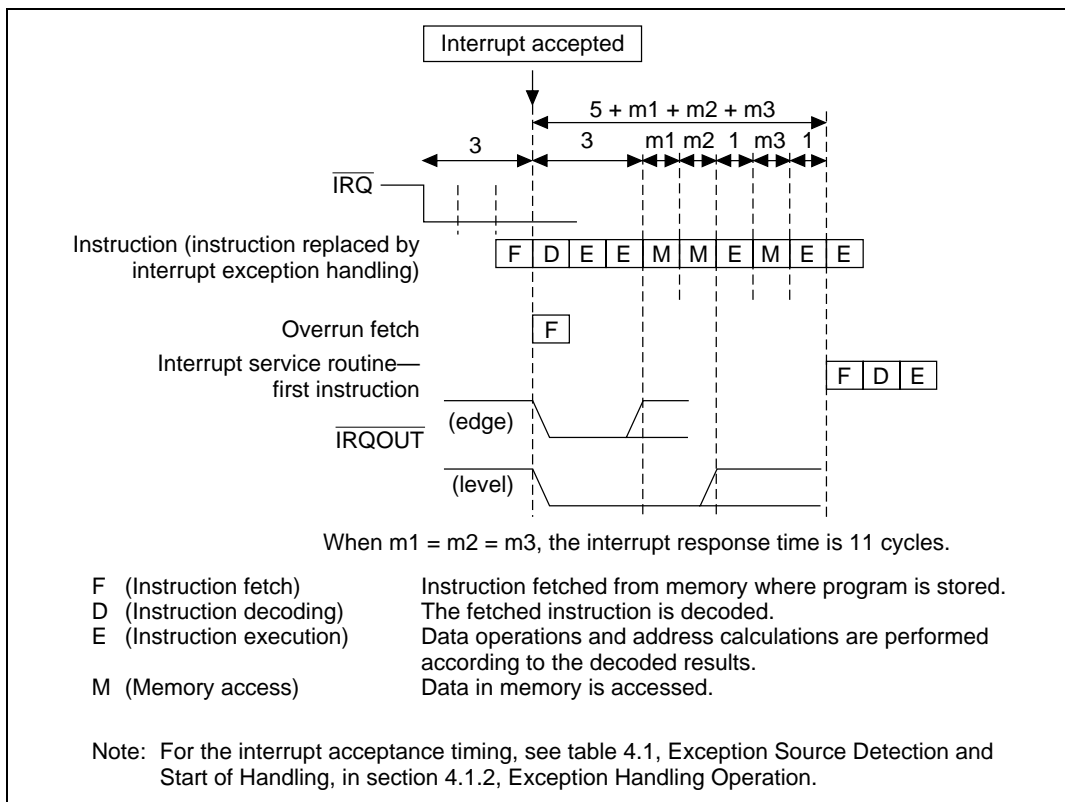 Interrupt accepted
5 + m1 + m2 + m3
3 3 m1 m2 1 m3 1
IRQ
Instruction (instruction replaced by
interrupt exception handling)
F D E E M M E M E E
Overrun fetch
F
Interrupt service routine—
first instruction
F D E
(edge)
IRQOUT
(level)
When m1 = m2 = m3, the interrupt response time is 11 cycles.
F (Instruction fetch) Instruction fetched from memory where program is stored.
D (Instruction decoding) The fetched instruction is decoded.
E (Instruction execution) Data operations and address calculations are performed
according to the decoded results.
M (Memory access) Data in memory is accessed.
Note: For the interrupt acceptance timing, see table 4.1, Exception Source Detection and
Start of Handling, in section 4.1.2, Exception Handling Operation.